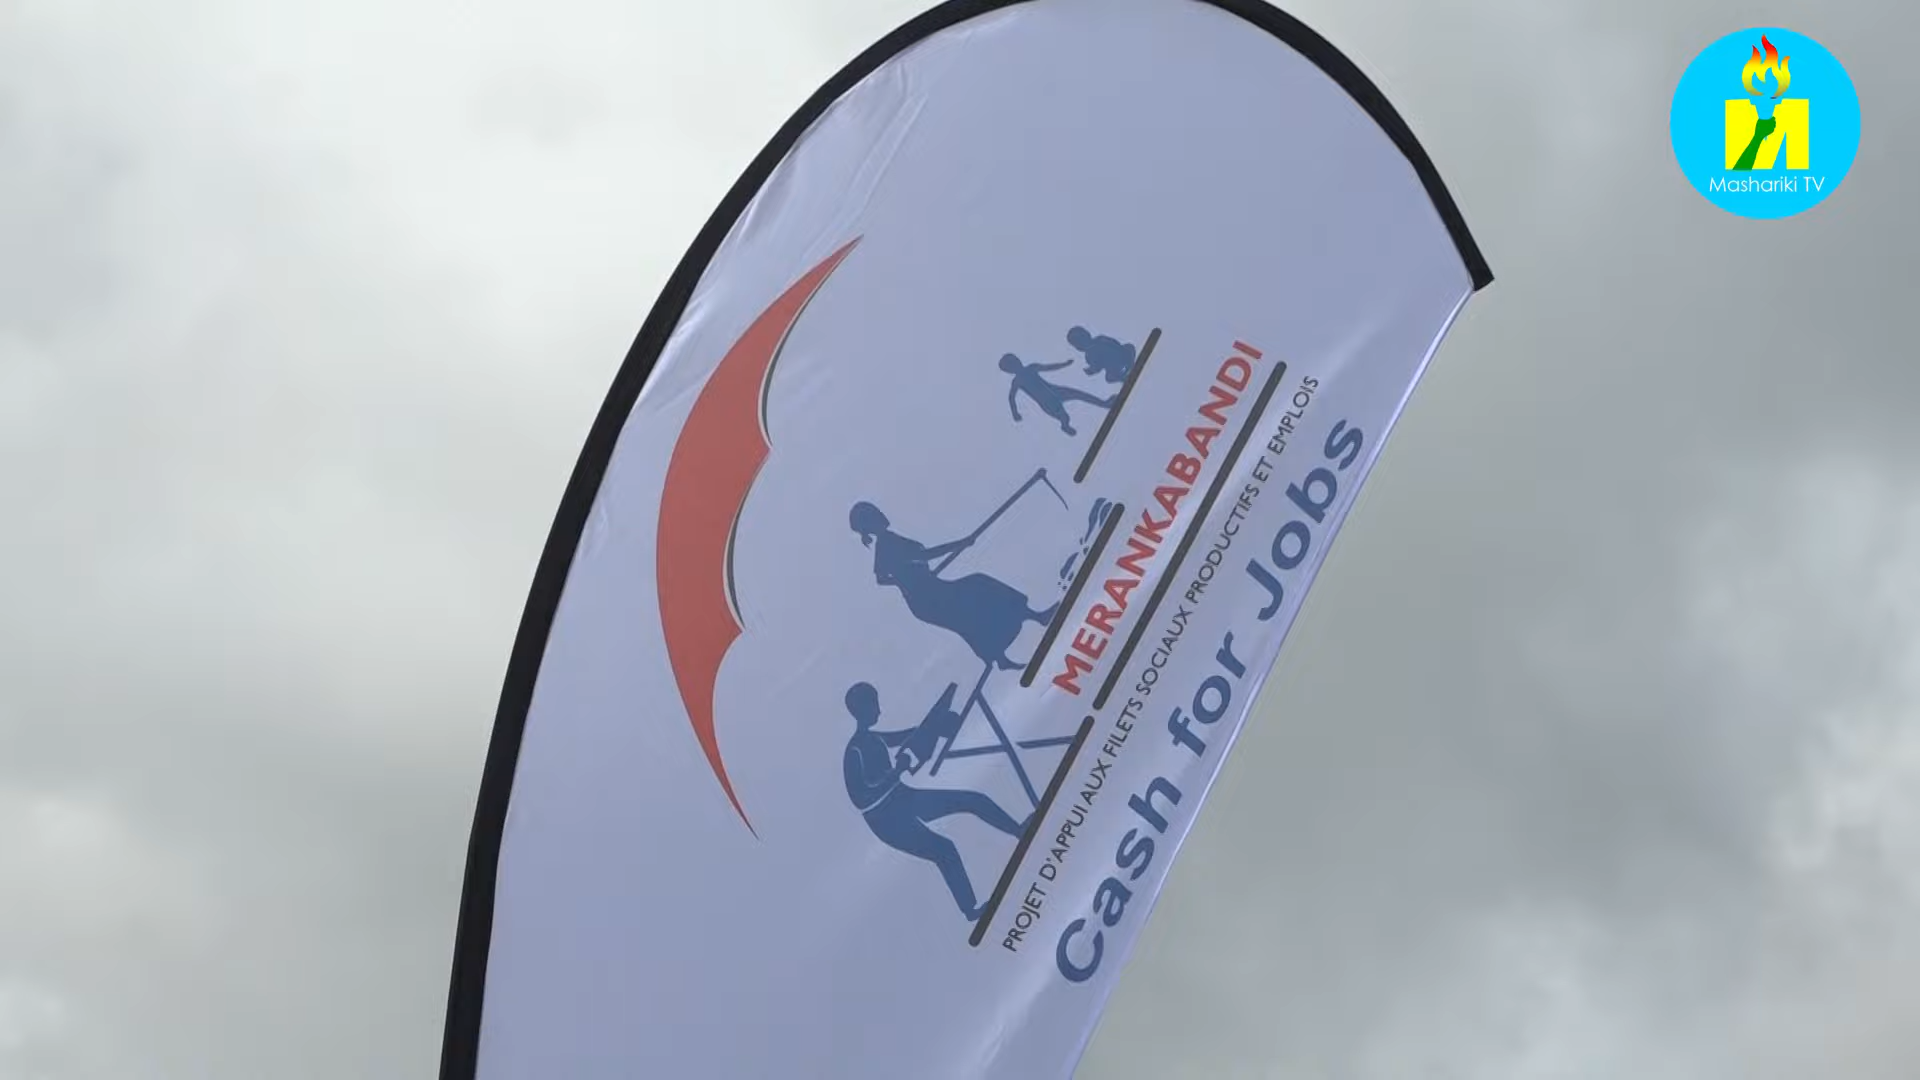 MERANKABANDI
PROJET D'APPUI AUX FILETS SOCIAUX PRODUCTIFS ET EMPLOIS
Cash for Jobs
Mashariki TV